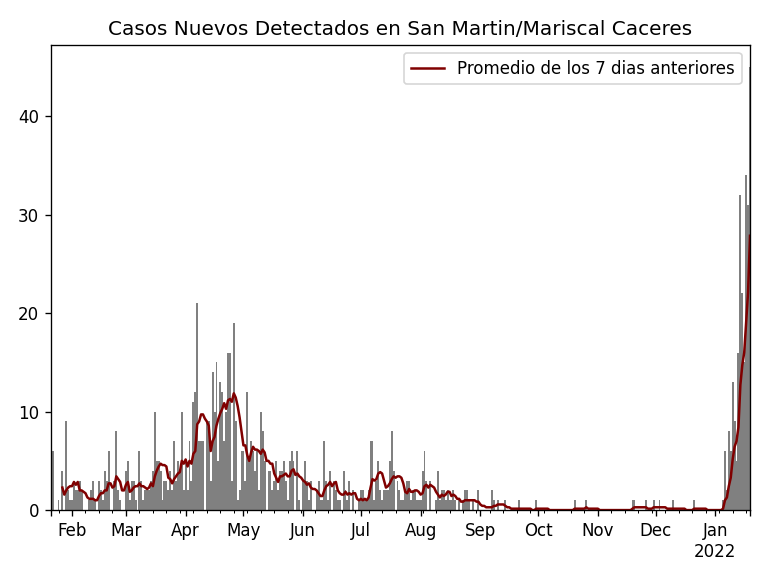 Casos Nuevos Detectados en San Martin/Mariscal Caceres
Promedio de los 7 dias anteriores
40
30
20
10
0
Feb Mar Apr May Jun Jul Aug Sep Oct Nov Dec Jan
2022